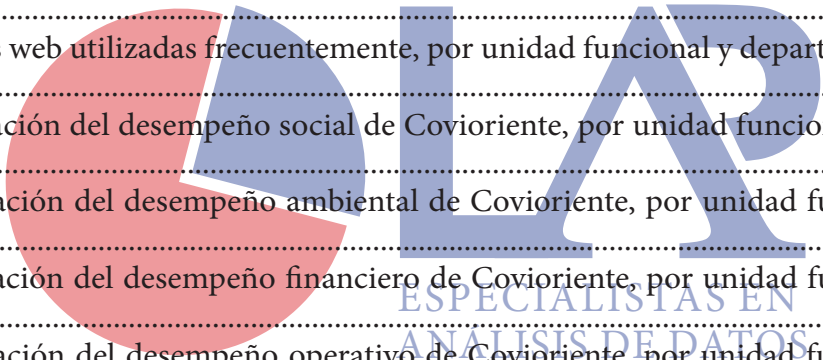 s web utilizadas frecuentemente, por unidad funcional y depart
ación del desempeño social de Covioriente, por unidad funcio
ación del desempeño ambiental de Covioriente, por unidad fu
ación del desempeño financiero de Covioriente, por unidad fu
ación del desempeño operativo de Covioriente, por unidad fu
LAP
ESPECIALISTAS EN
ANÁLISIS DE DATOS